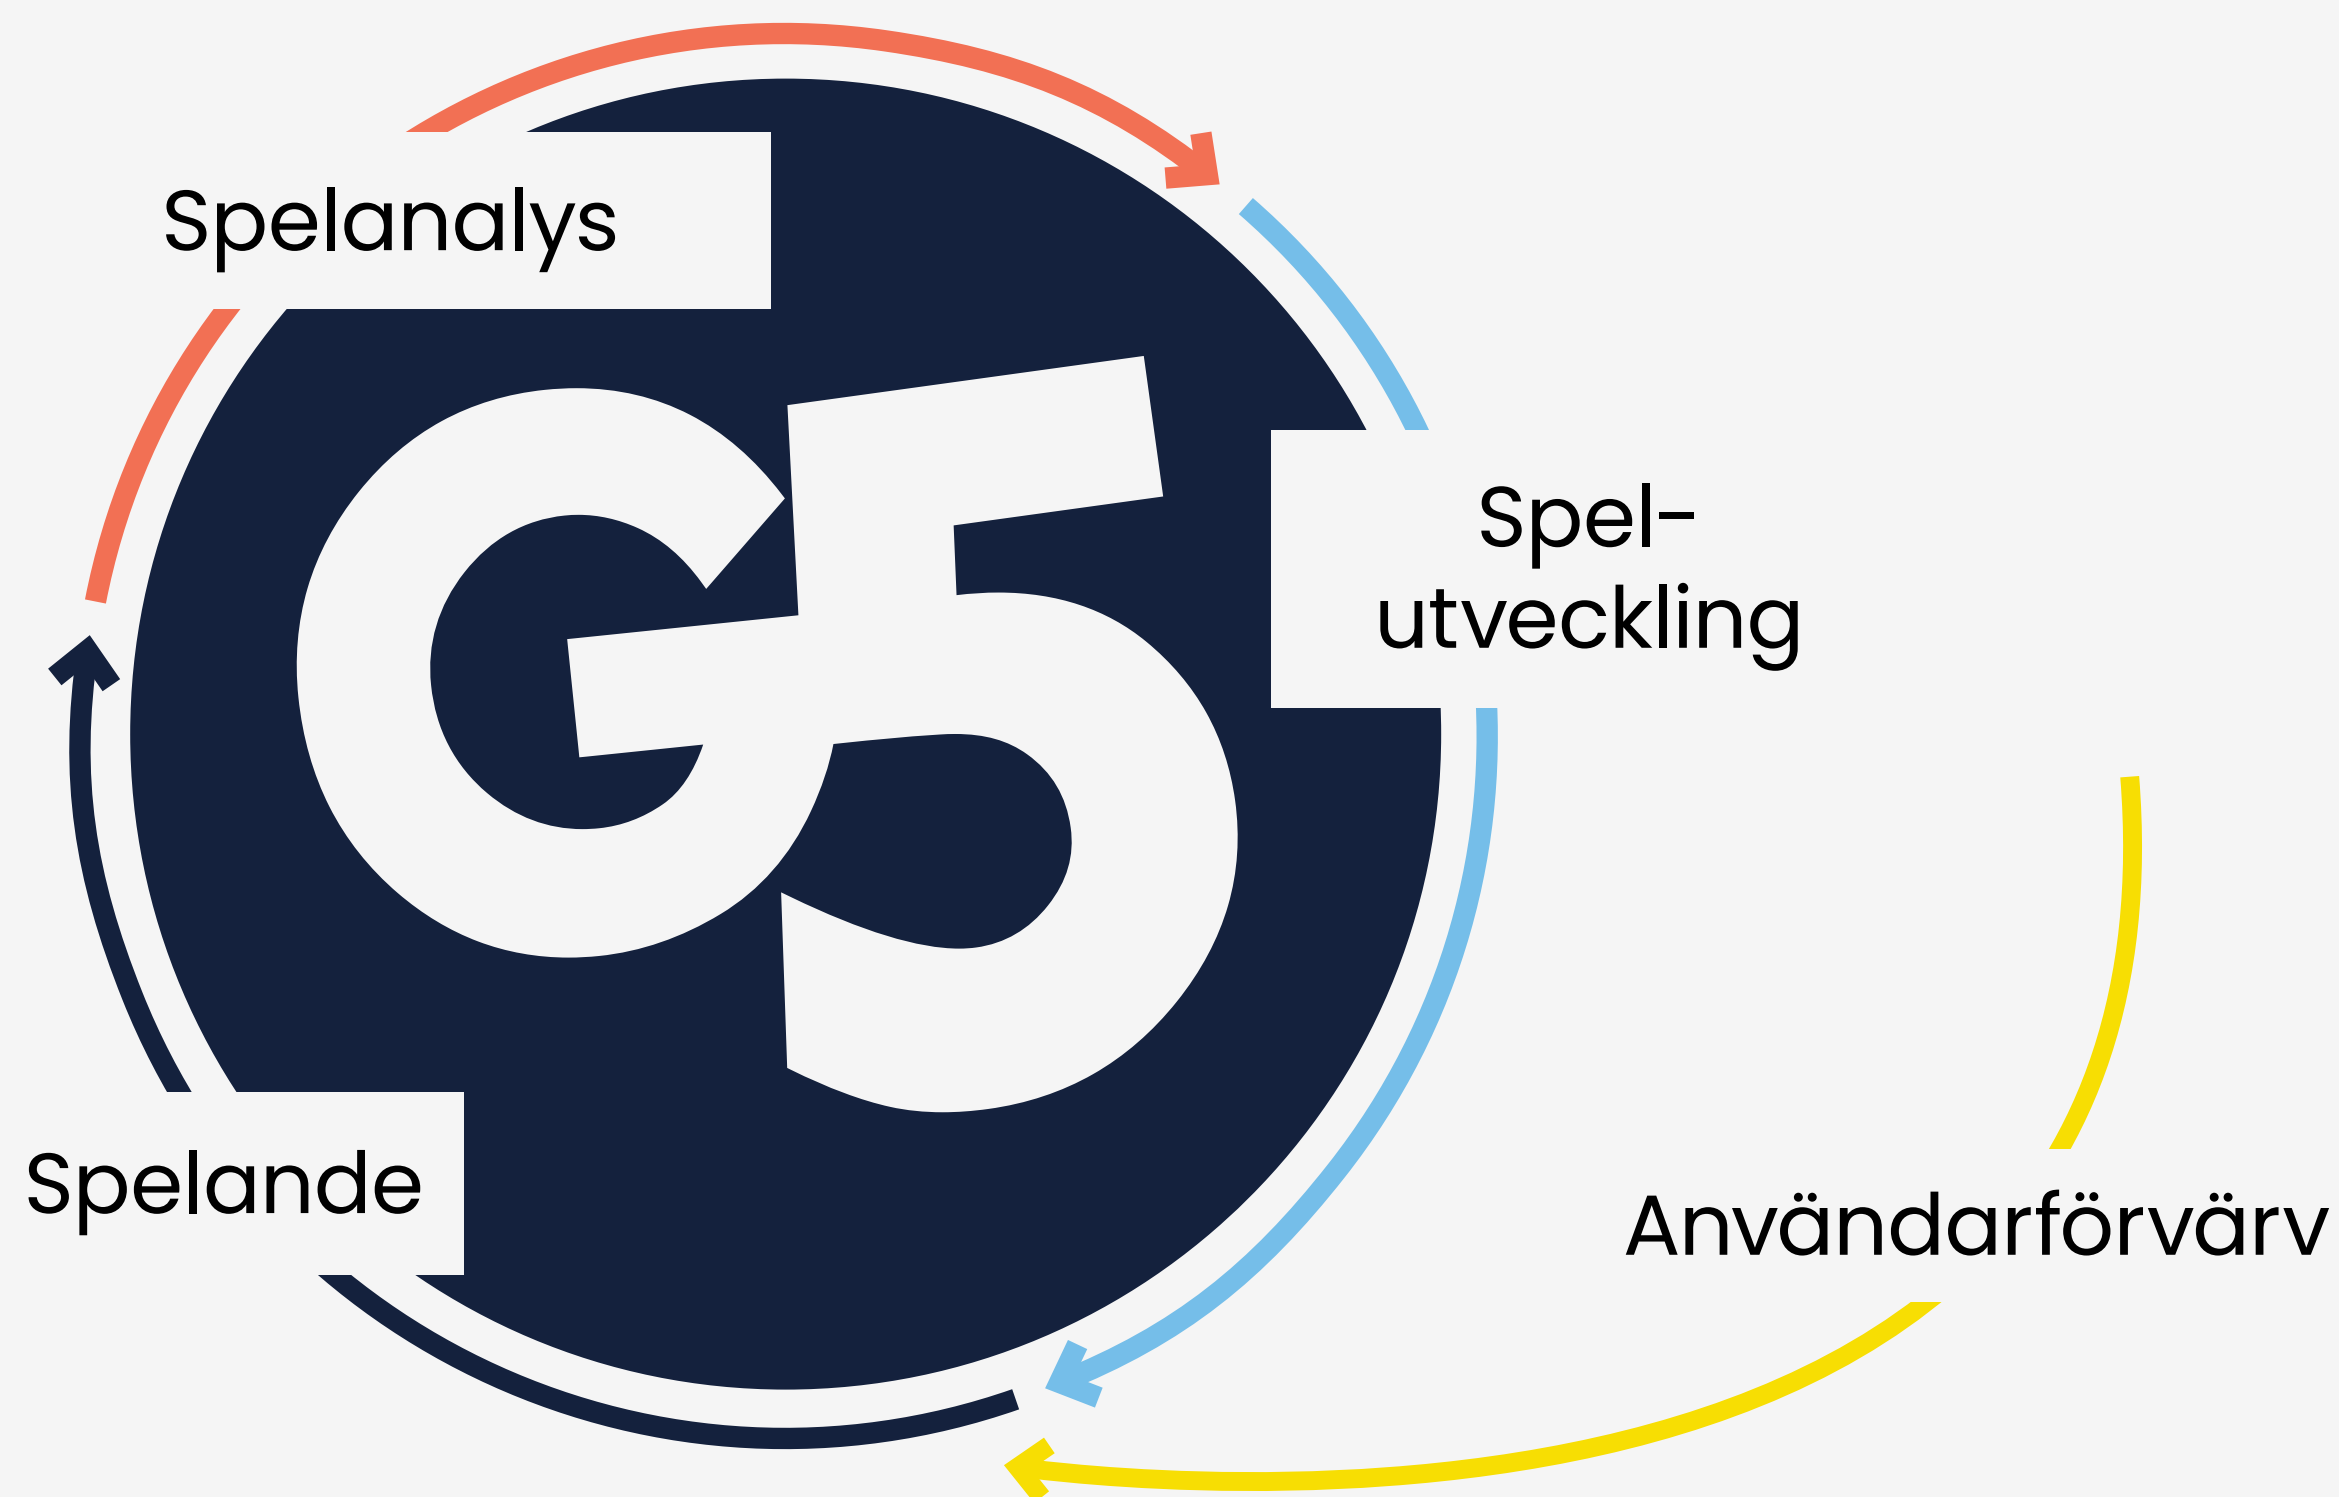 Spelanalys
G5
Spel-
utveckling
Spelande
Användarförvärv